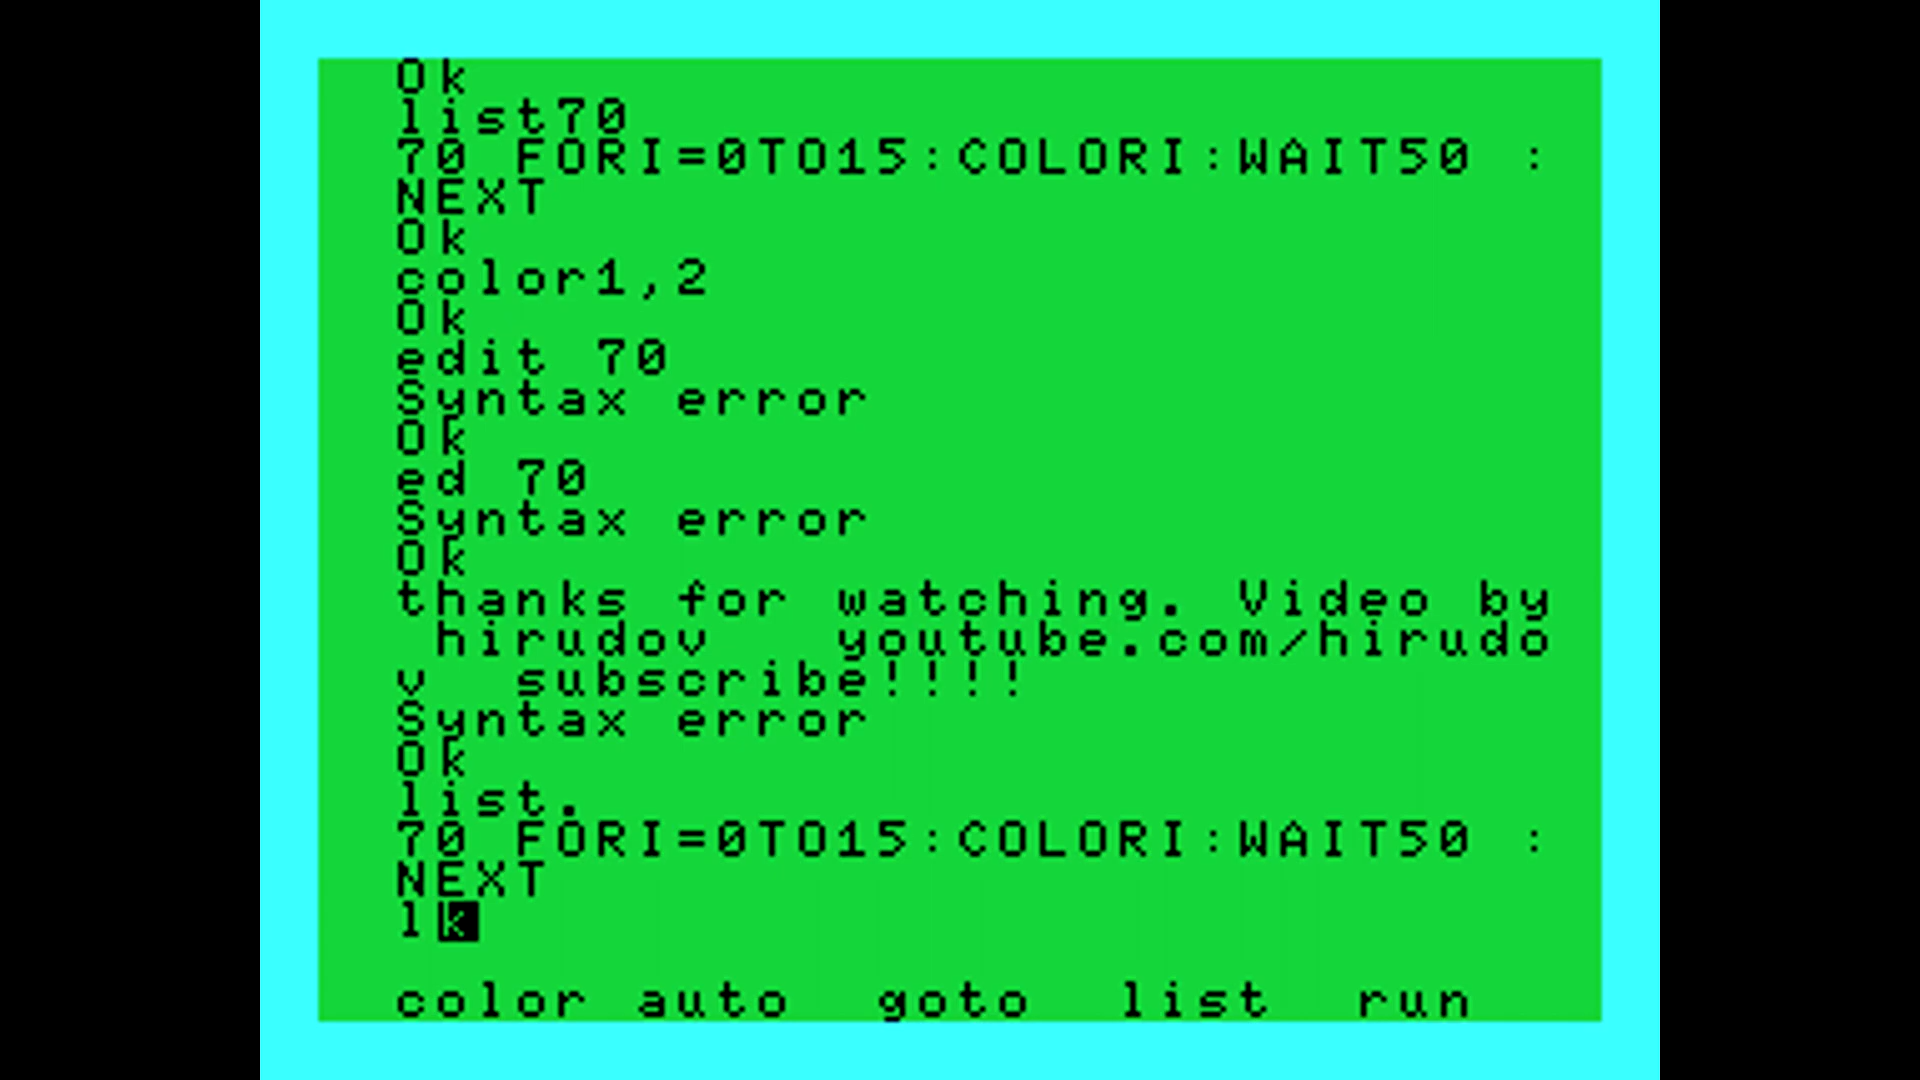 Ok
list70
70 FORI=0TO15:COLORI:WAIT50 :
NEXT
Ok
color1,2
Ok
edit 70
Syntax error
Ok
ed 70
Syntax error
Ok
thanks for watching. Video by
 hirudov   youtube.com/hirudo
v  subscribe!!!!
Syntax error
Ok
list.
70 FORI=0TO15:COLORI:WAIT50 :
NEXT
lk
color auto  goto  list  run